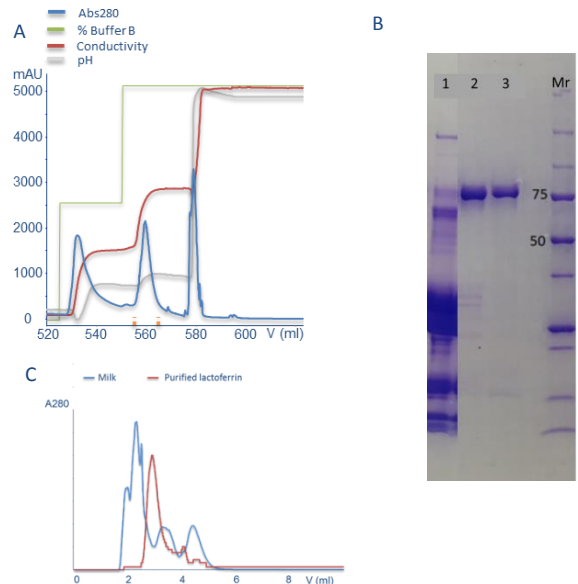 A
Abs280
% Buffer B
Conductivity
pH
mAU
5000
4000
3000
2000
1000
0
520 540 560 580 600 V (ml)
B
1 2 3 Mr
75
50
C
Milk Purified lactoferrin
A280
0 2 4 6 8 V (ml)